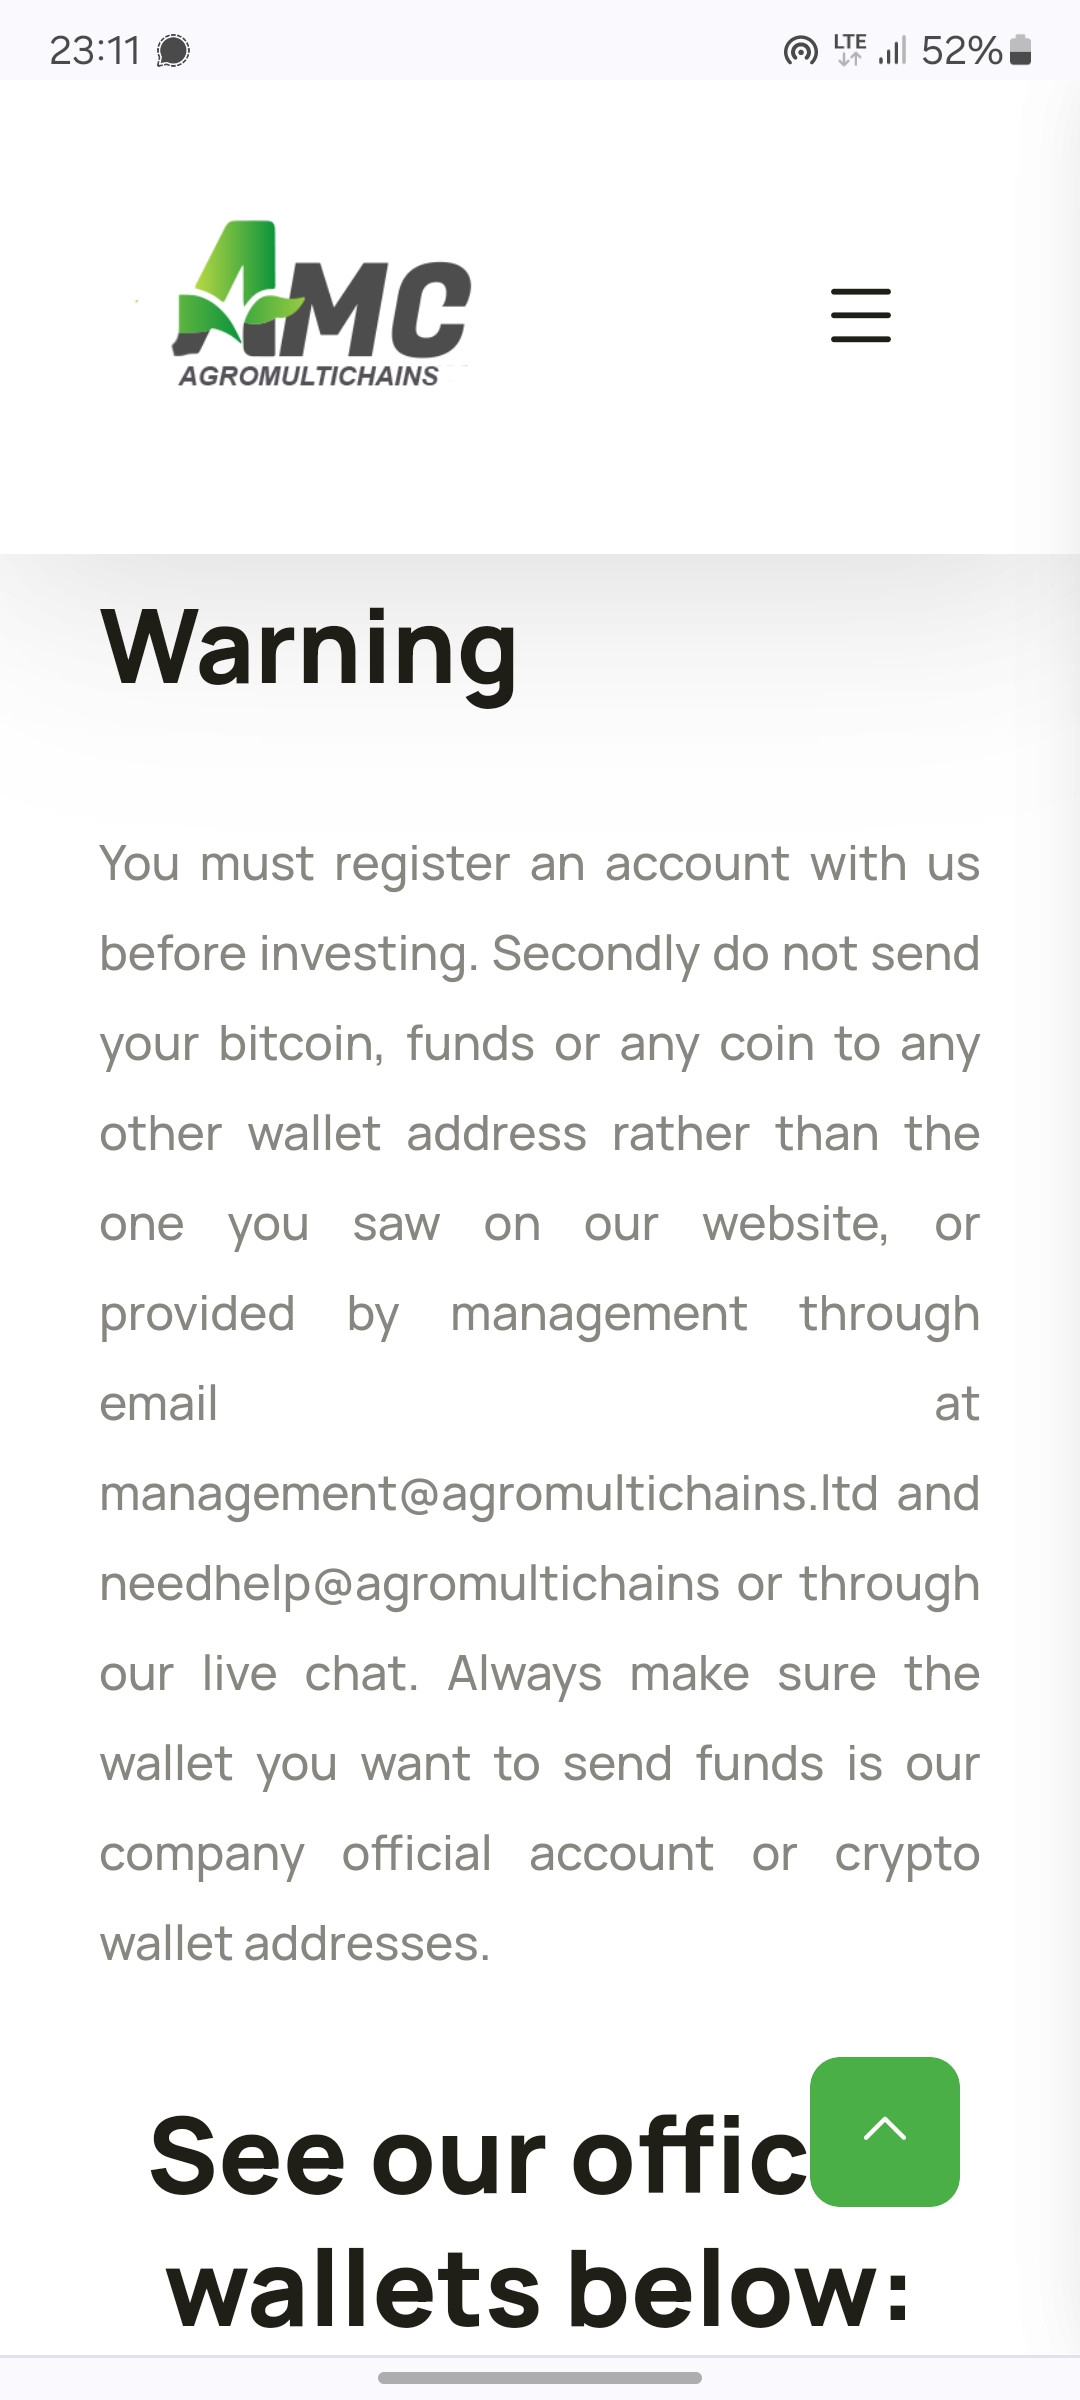 23:11
LTE
52%
AMC
AGROMULTICHAINS
Warning
You must register an account with us
before investing. Secondly do not send
your bitcoin, funds or any coin to any
other wallet address rather than the
one you saw on our website, or
provided by management through
email at
management@agromultichains.ltd and
needhelp@agromultichains or through
our live chat. Always make sure the
wallet you want to send funds is our
company official account or crypto
wallet addresses.
See our offic
wallets below: